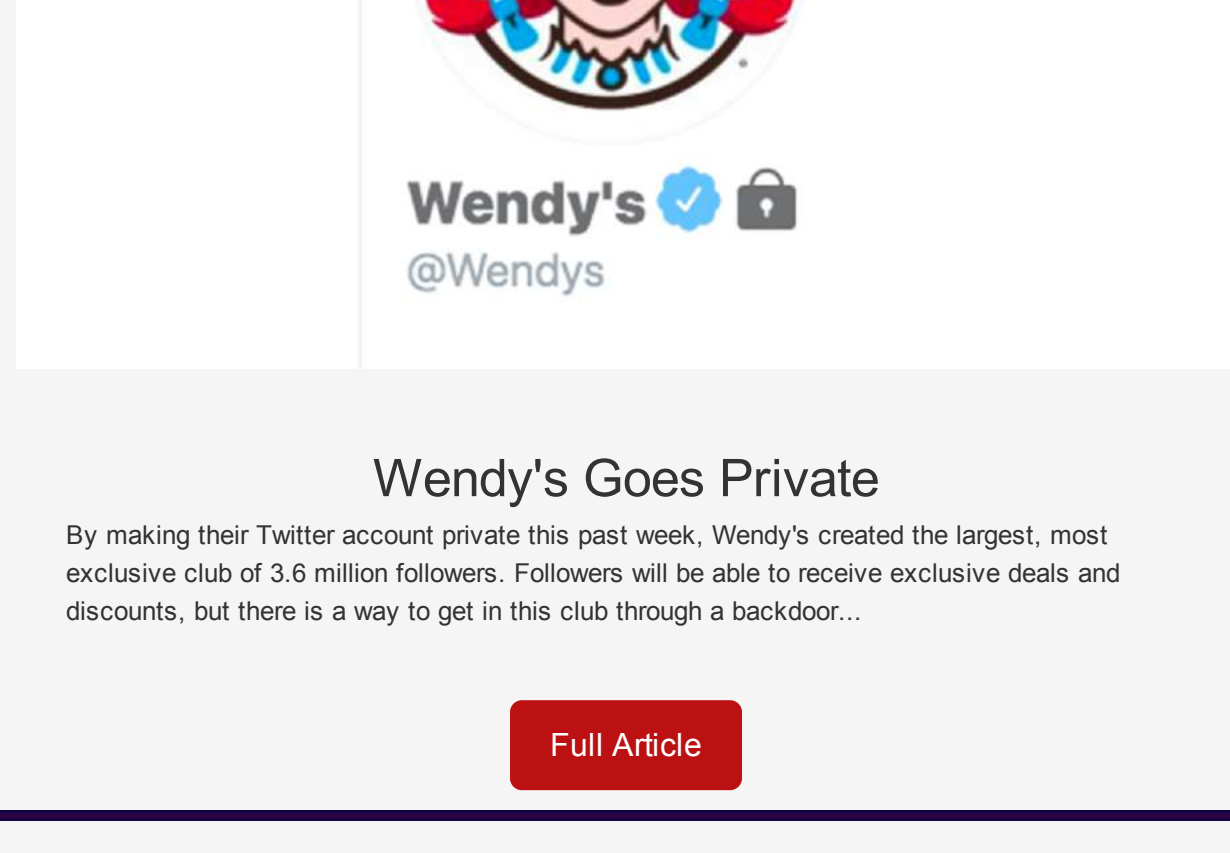 Wendy's
@Wendys
Wendy's Goes Private
By making their Twitter account private this past week, Wendy's created the largest, most
exclusive club of 3.6 million followers. Followers will be able to receive exclusive deals and
discounts, but there is a way to get in this club through a backdoor...
Full Article